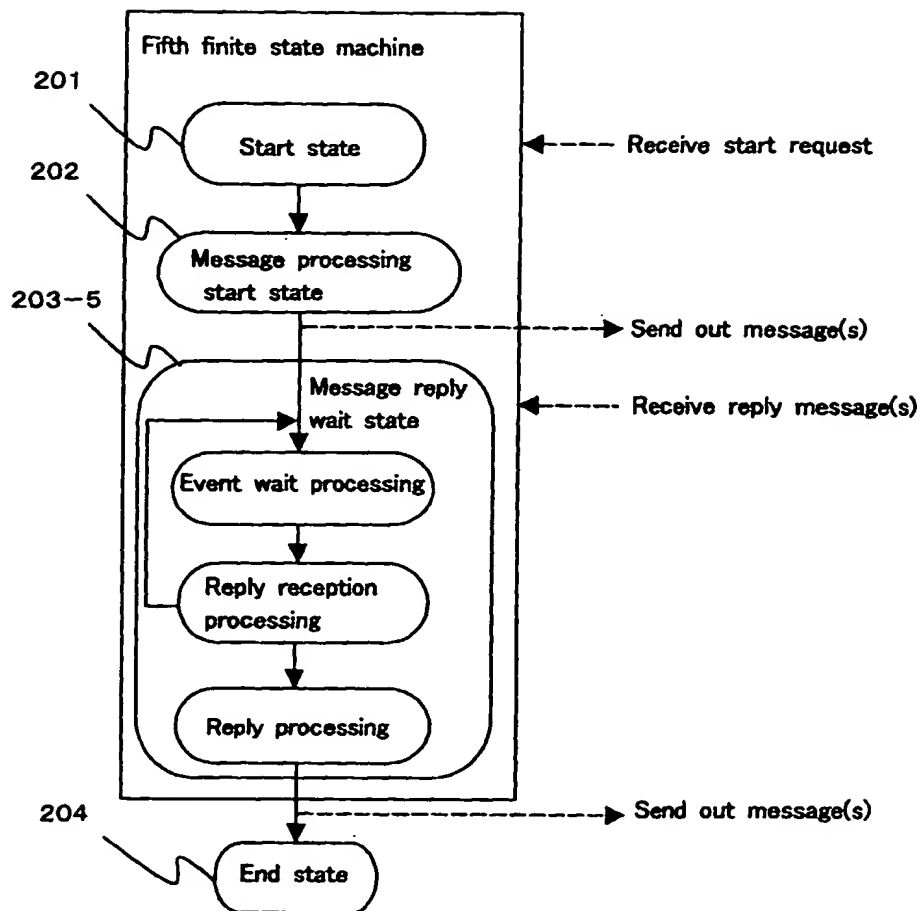 Fifth finite state machine
201
Start state
Receive start request
202
Message processing
start state
203-5
Send out message(s)
Message reply
wait state
Receive reply message(s)
Event wait processing
Reply reception
processing
Reply processing
204
Send out message(s)
End state